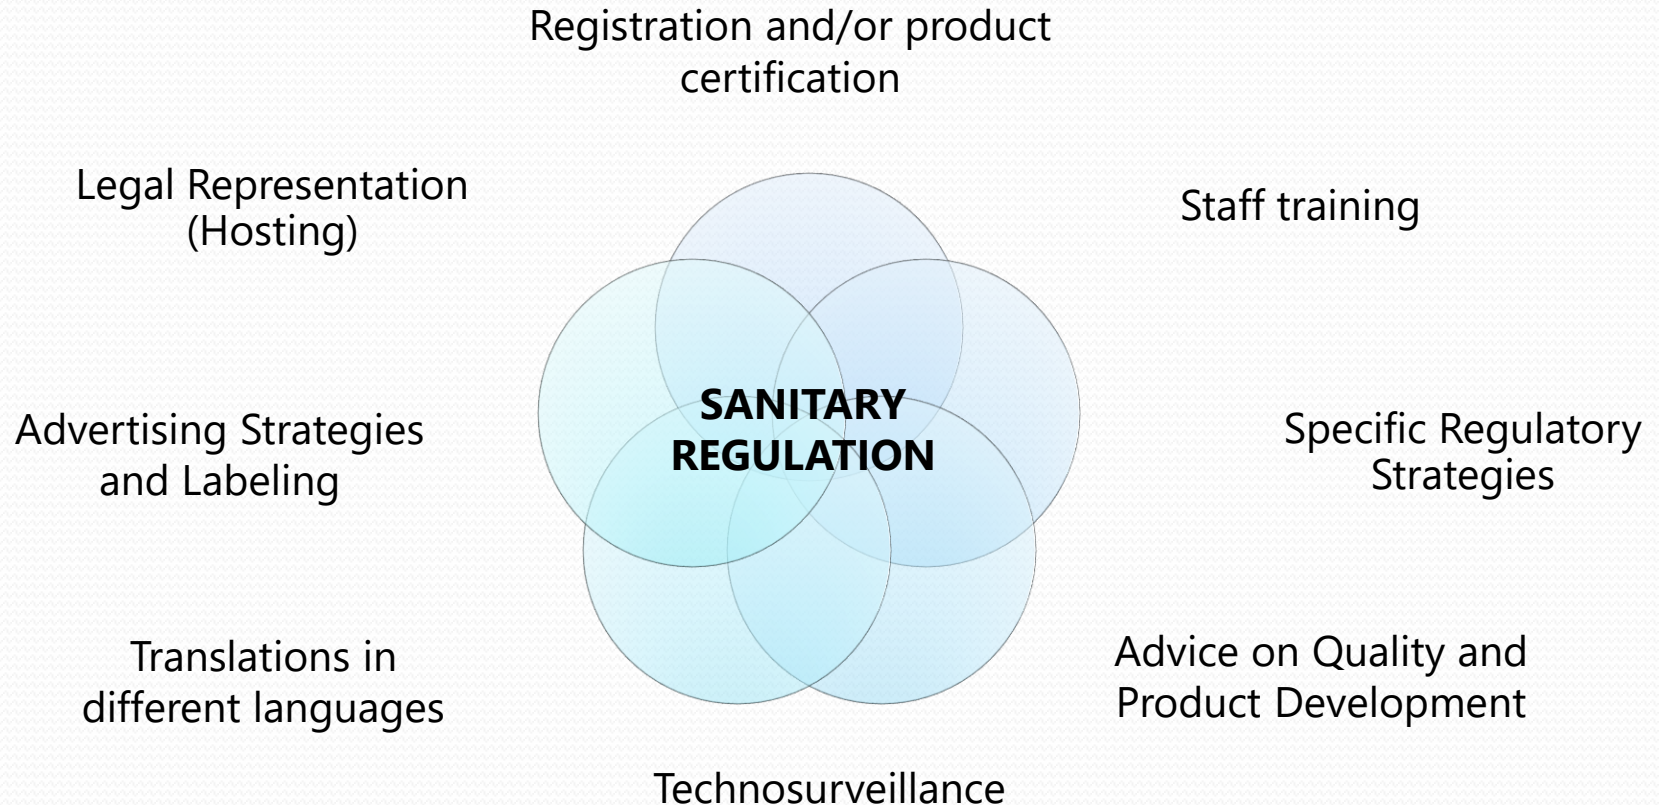 Registration and/or product
certification
Legal Representation
(Hosting)
Staff training
SANITARY
REGULATION
Advertising Strategies
and Labeling
Specific Regulatory
Strategies
Translations in
different languages
Advice on Quality and
Product Development
Technosurveillance